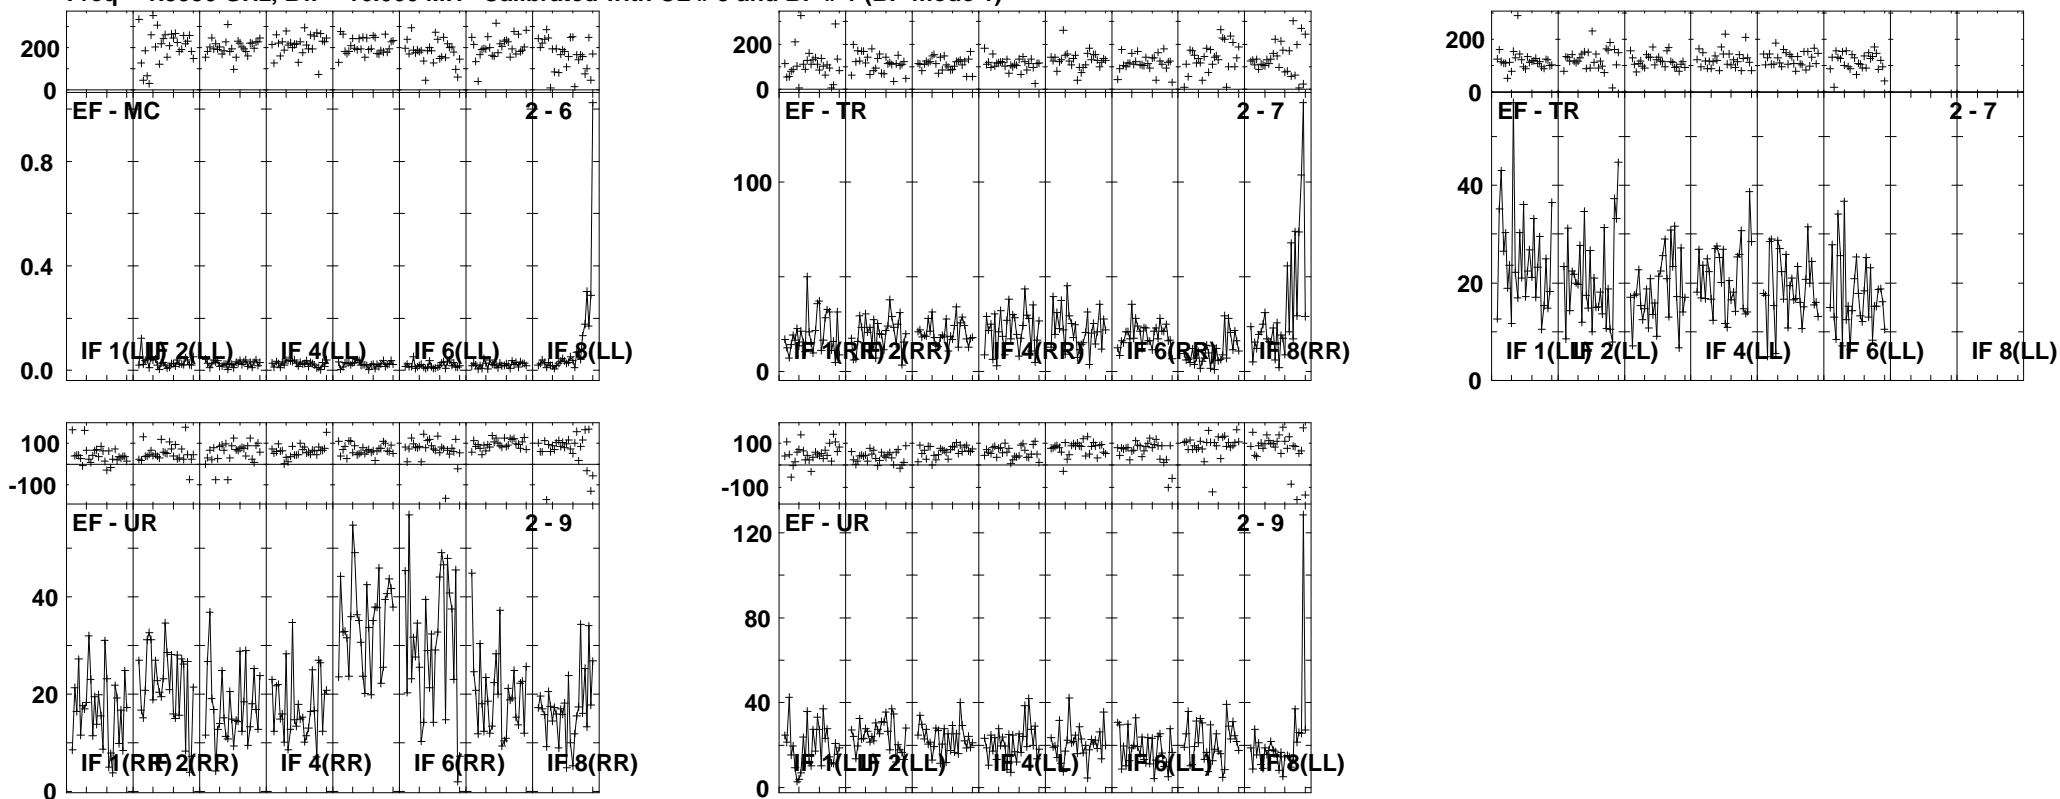 200
0
EF - MC
2 - 6
0.8
0.4
0.0
IF 1(LL)
IF 2(LL)
IF 4(LL)
IF 6(LL)
IF 8(LL)
200
0
EF - TR
2 - 7
100
0
IF 1(RR)
IF 2(RR)
IF 4(RR)
IF 6(RR)
IF 8(RR)
200
0
EF - TR
2 - 7
40
20
0
IF 1(LL)
IF 2(LL)
IF 4(LL)
IF 6(LL)
IF 8(LL)
100
-100
EF - UR
2 - 9
40
20
0
IF 1(RR)
IF 2(RR)
IF 4(RR)
IF 6(RR)
IF 8(RR)
100
-100
EF - UR
2 - 9
120
80
40
0
IF 1(LL)
IF 2(LL)
IF 4(LL)
IF 6(LL)
IF 8(LL)